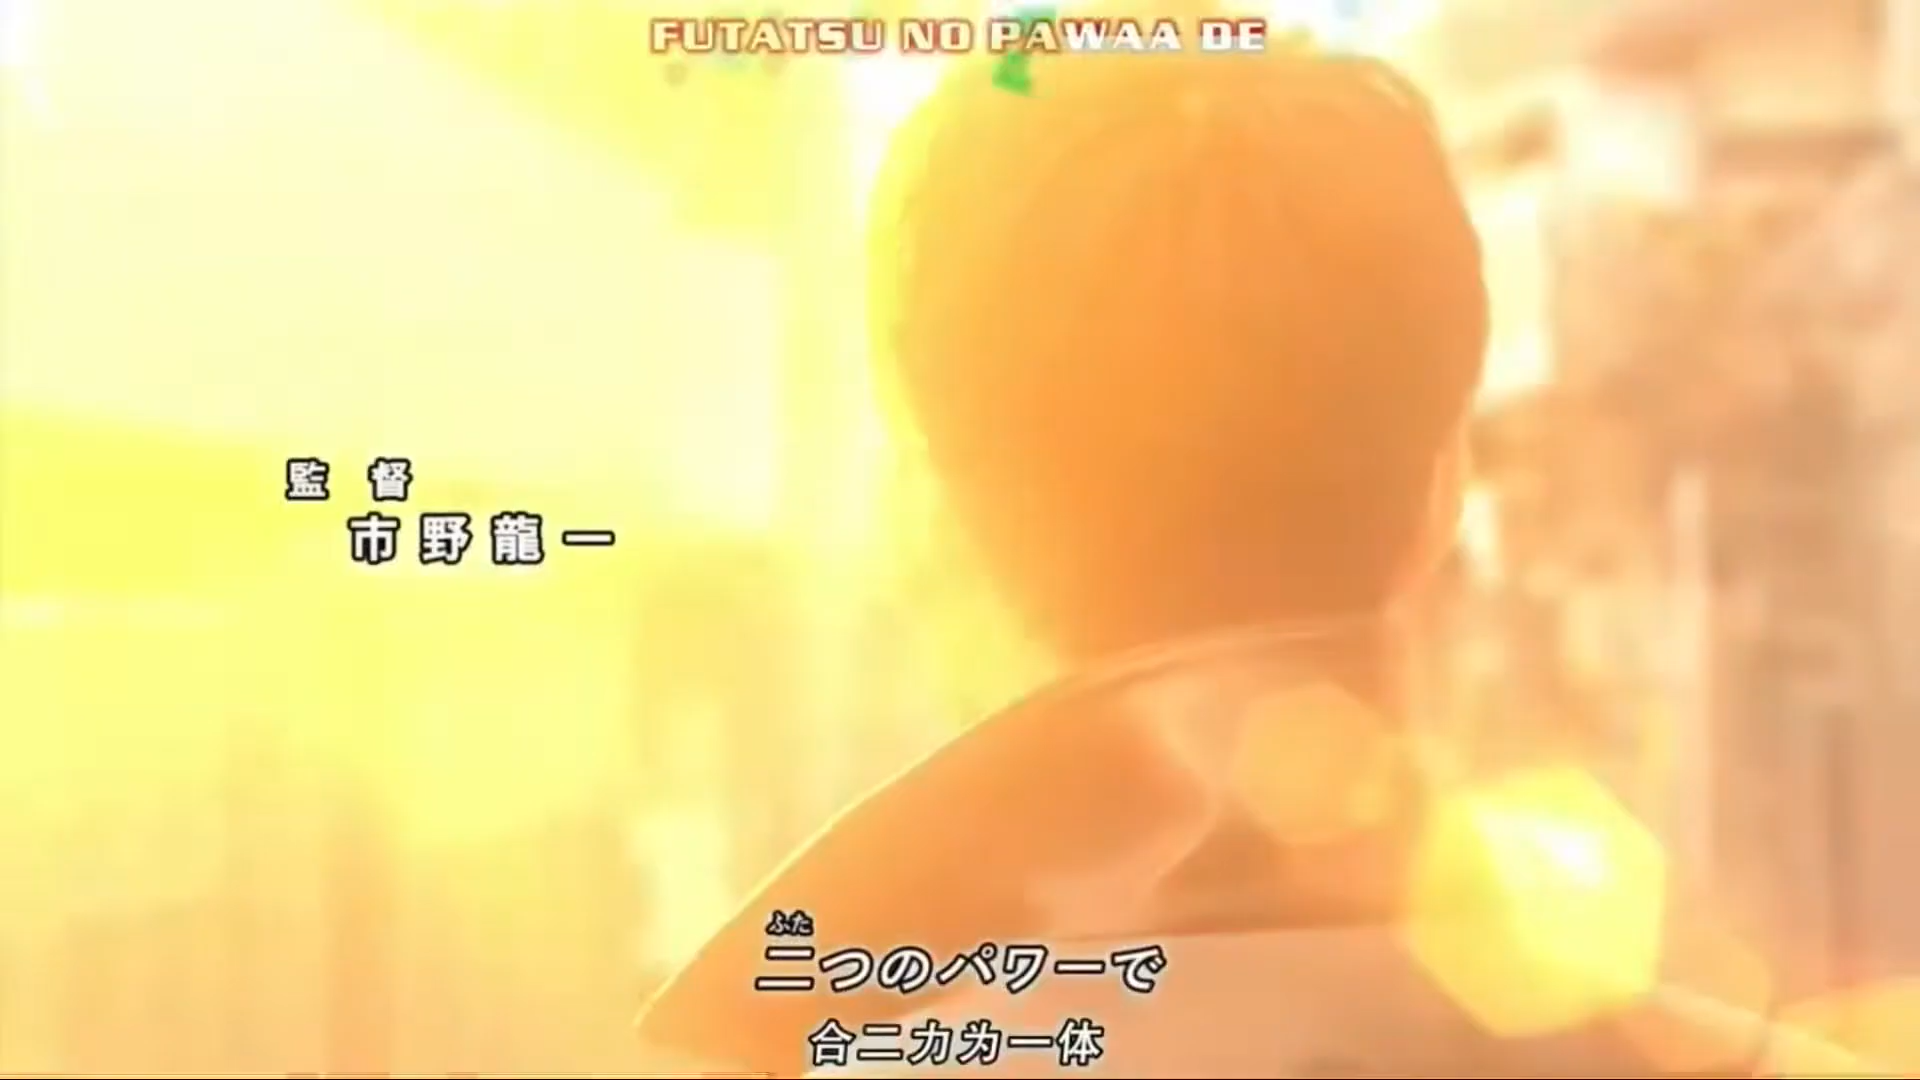 FUTATSU NO PAWAA DE
監 督
市野龍一
ふた
二つのパワーで
合二力为一体